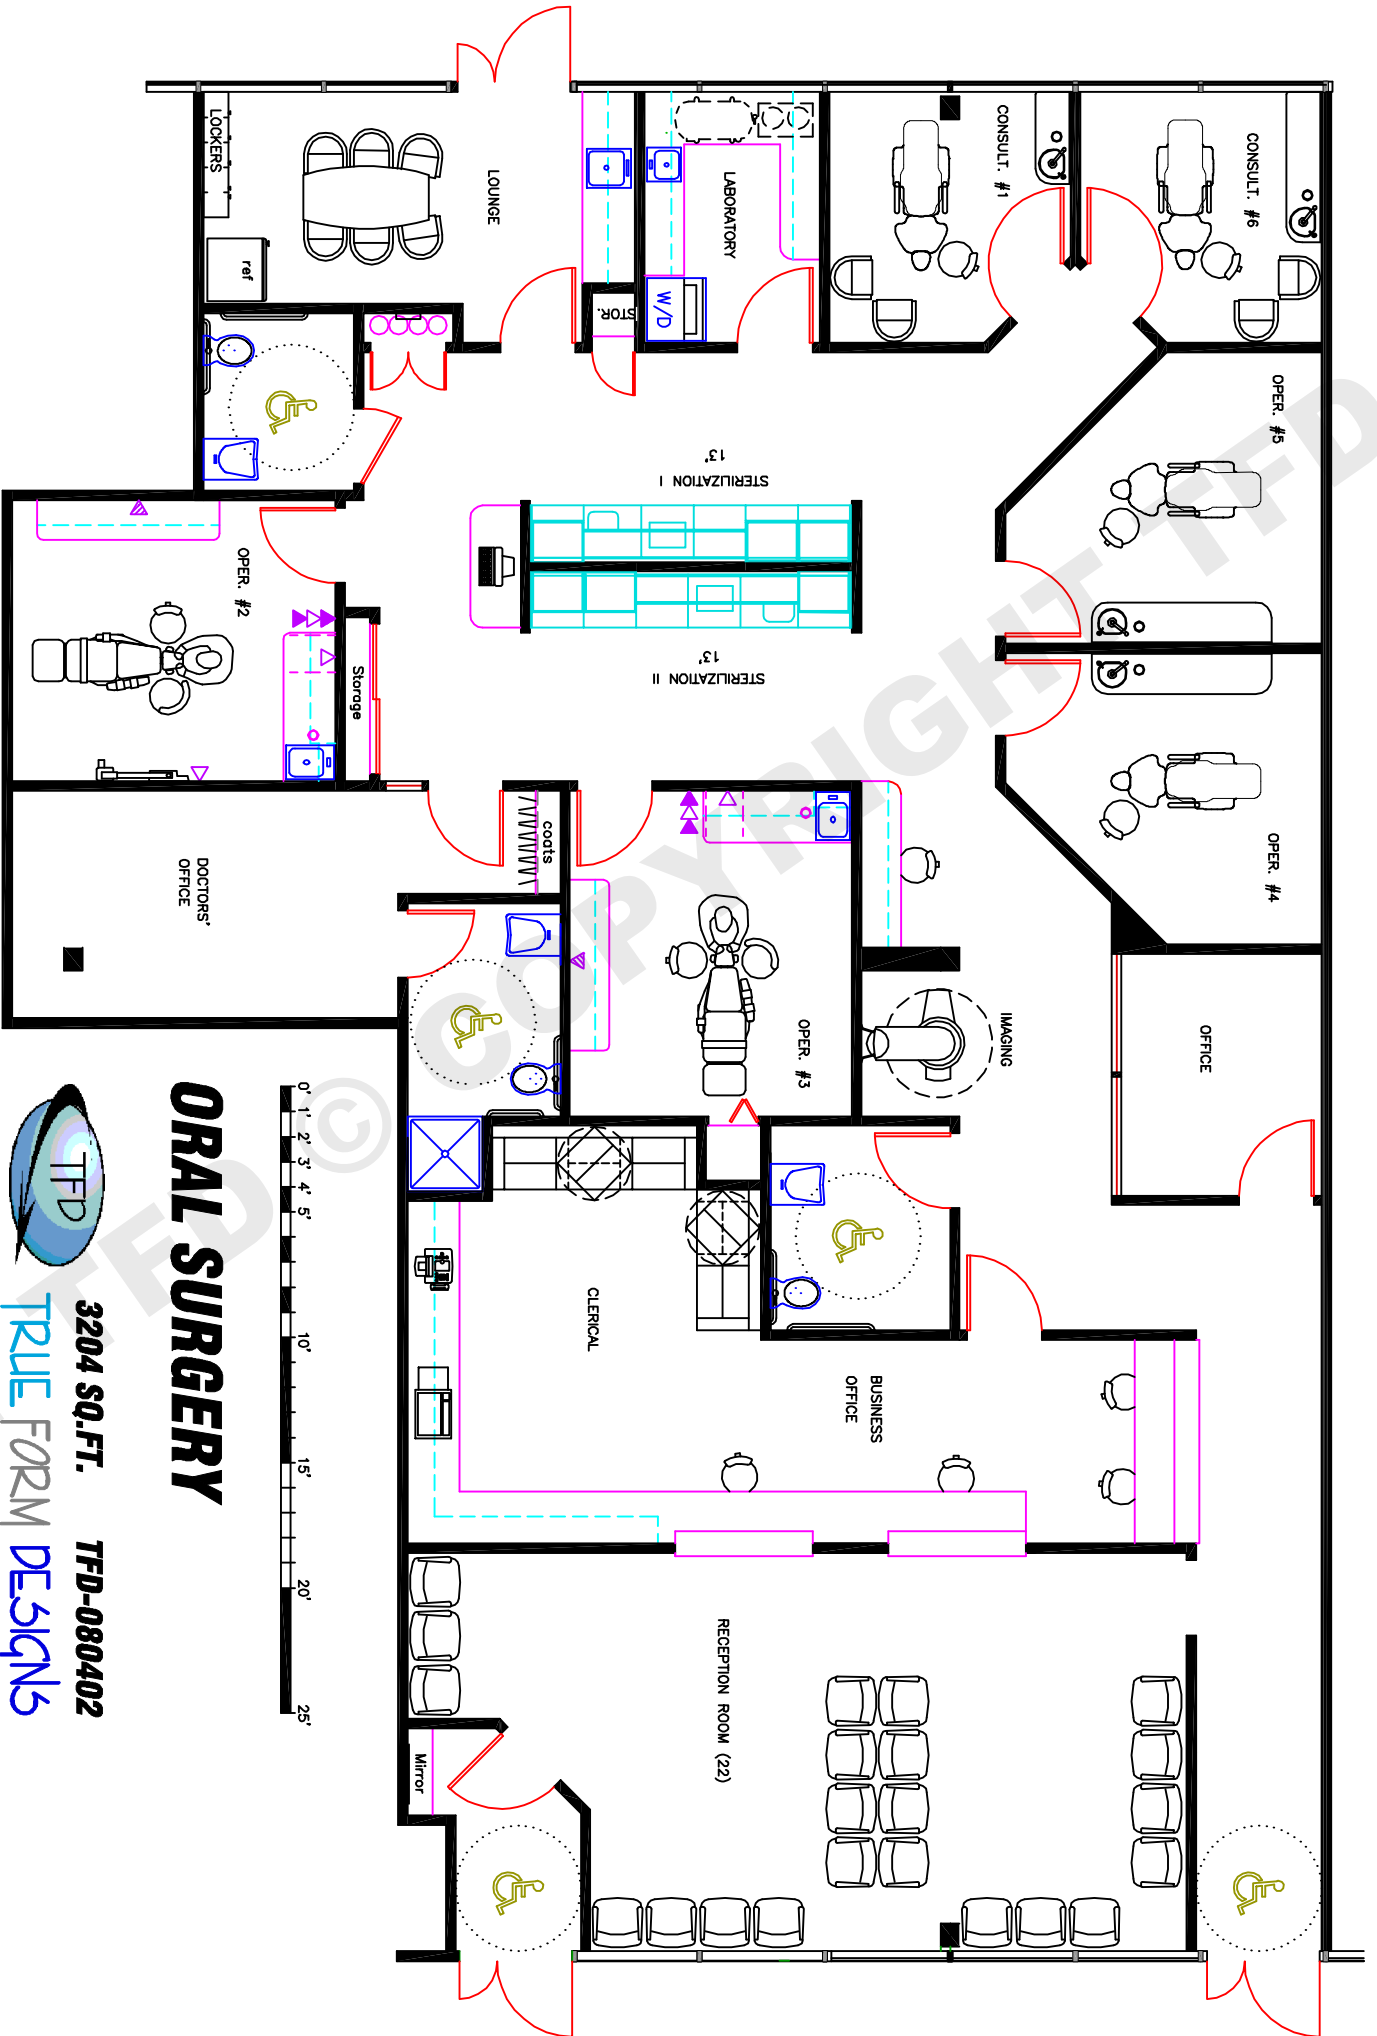 CONSULT. #6
CONSULT. #1
LABORATORY
LOUNGE
LOCKERS
ref
W/D
STOR.
OPER. #5
13'
STERILIZATION I
OPER. #2
13'
STERILIZATION II
Storage
OPER. #4
coats
DOCTORS'
OFFICE
OPER. #3
IMAGING
OFFICE
CLERICAL
BUSINESS
OFFICE
RECEPTION ROOM (22)
Mirror
0' 1' 2' 3' 4' 5' 10' 15' 20' 25'
ORAL SURGERY
3204 SQ.FT. TFD-080402
TFD
TRUE FORM DESIGNS
TFD © COPYRIGHT TFD